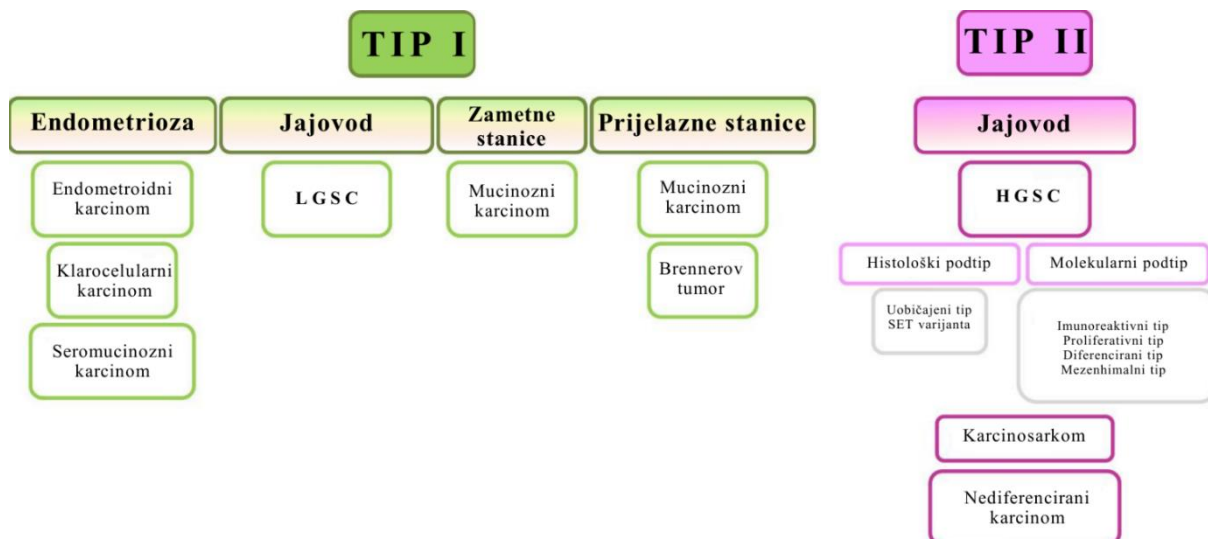 TIP I
Endometrioza
Endometroidni
karcinom
Klarocelularni
karcinom
Seromucinozni
karcinom
Jajovod
LGSC
Zametne
stanice
Mucinozni
karcinom
Prijelazne stanice
Mucinozni
karcinom
Brennerov
tumor
TIP II
Jajovod
HGSC
Histološki podtip
Uobičajeni tip
SET varijanta
Molekularni podtip
Imunoreaktivni tip
Proliferativni tip
Diferencirani tip
Mezenhimalni tip
Karcinosarkom
Nediferencirani
karcinom